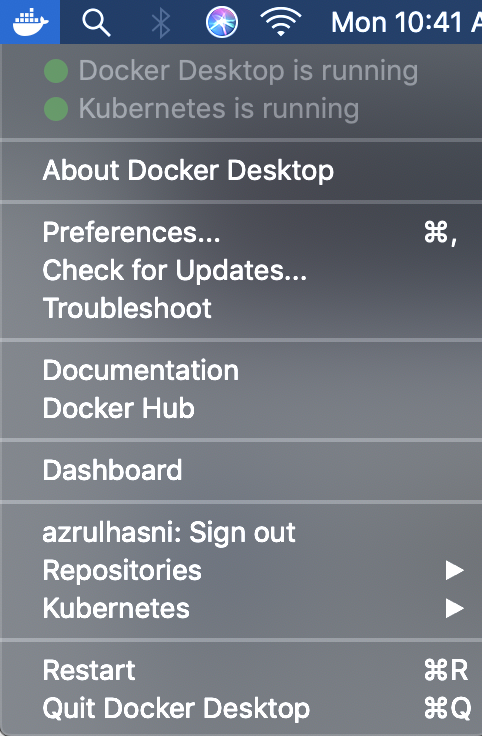 Mon 10:41 A
Docker Desktop is running
Kubernetes is running
About Docker Desktop
Preferences... ⌘,
Check for Updates...
Troubleshoot
Documentation
Docker Hub
Dashboard
azrulhasni: Sign out
Repositories ▶
Kubernetes ▶
Restart ⌘R
Quit Docker Desktop ⌘Q